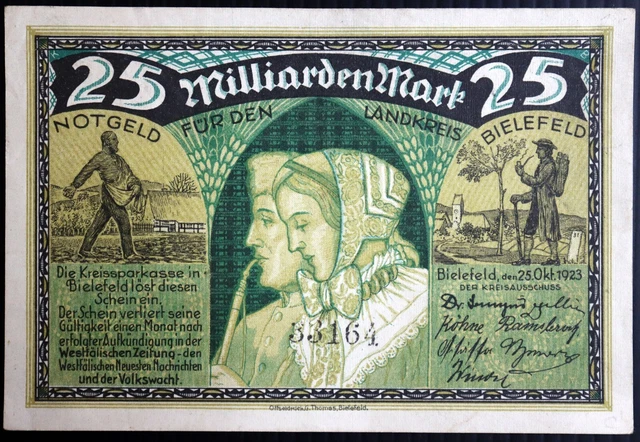 25 Milliarden Mark 25
NOTGELD FÜR DEN LANDKREIS BIELEFELD
Die Kreissparkasse in
Bielefeld löst diesen
Schein ein.
Der Schein verliert seine
Gültigkeit einen Monat nach
erfolgter Aufkündigung in der
Westfälischen Zeitung - den
Westfälischen Neuesten Nachrichten
und der Volkswacht.
33164
Bielefeld, den 25.Okt.1923
DER KREISAUSSCHUSS
Offsetdruck G. Thomas, Bielefeld.